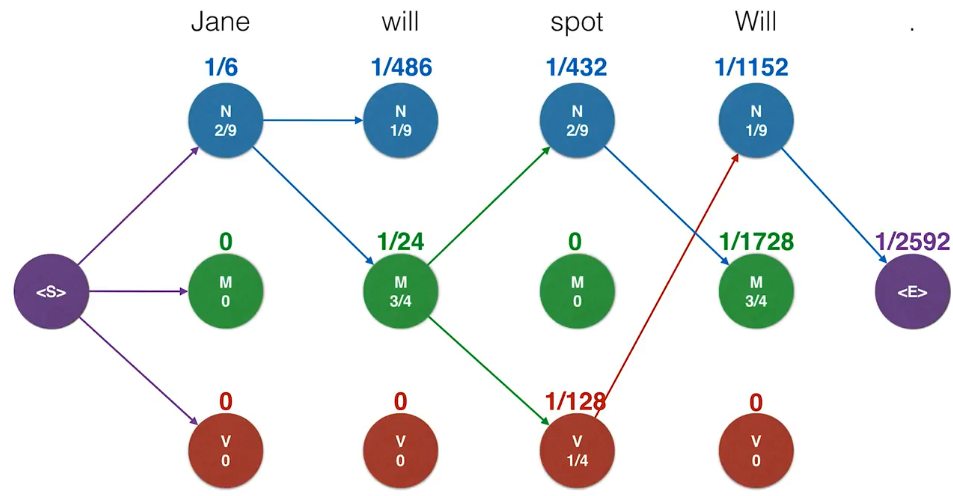 Jane will spot Will .
1/6 1/486 1/432 1/1152
N N N N
2/9 1/9 2/9 1/9
0 1/24 0 1/1728 1/2592
<S> M M M M <E>
0 3/4 0 3/4
0 0 1/128 0
V V V V
0 0 1/4 0